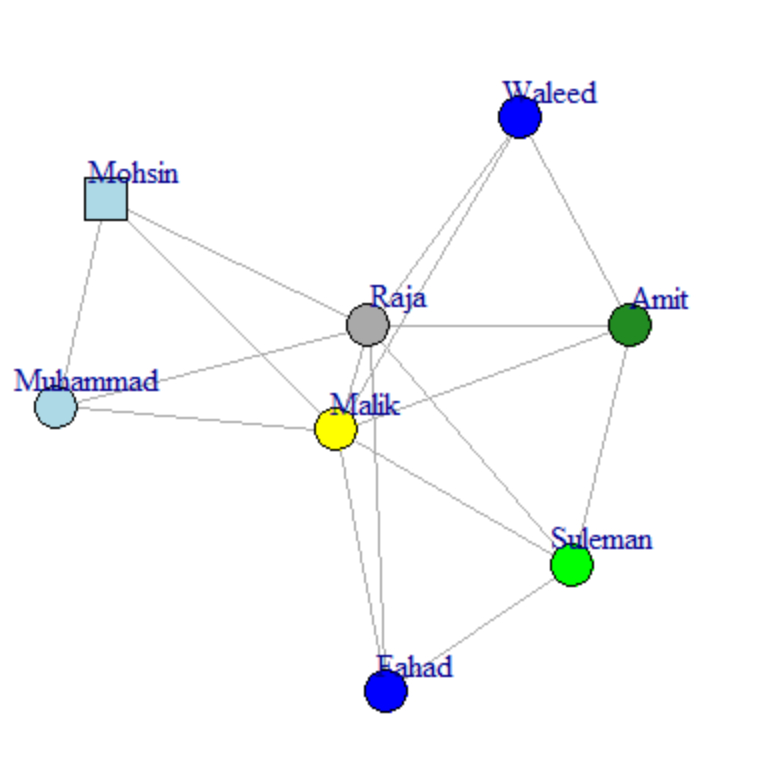 Waleed
Mohsin
Raja
Amit
Muhammad
Malik
Suleman
Fahad